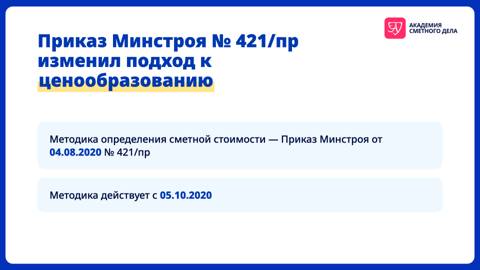 Приказ Минстроя № 421/пр
изменил подход к
ценообразованию
АКАДЕМИЯ
СМЕТНОГО ДЕЛА
Методика определения сметной стоимости — Приказ Минстроя от
04.08.2020 № 421/пр
Методика действует с 05.10.2020